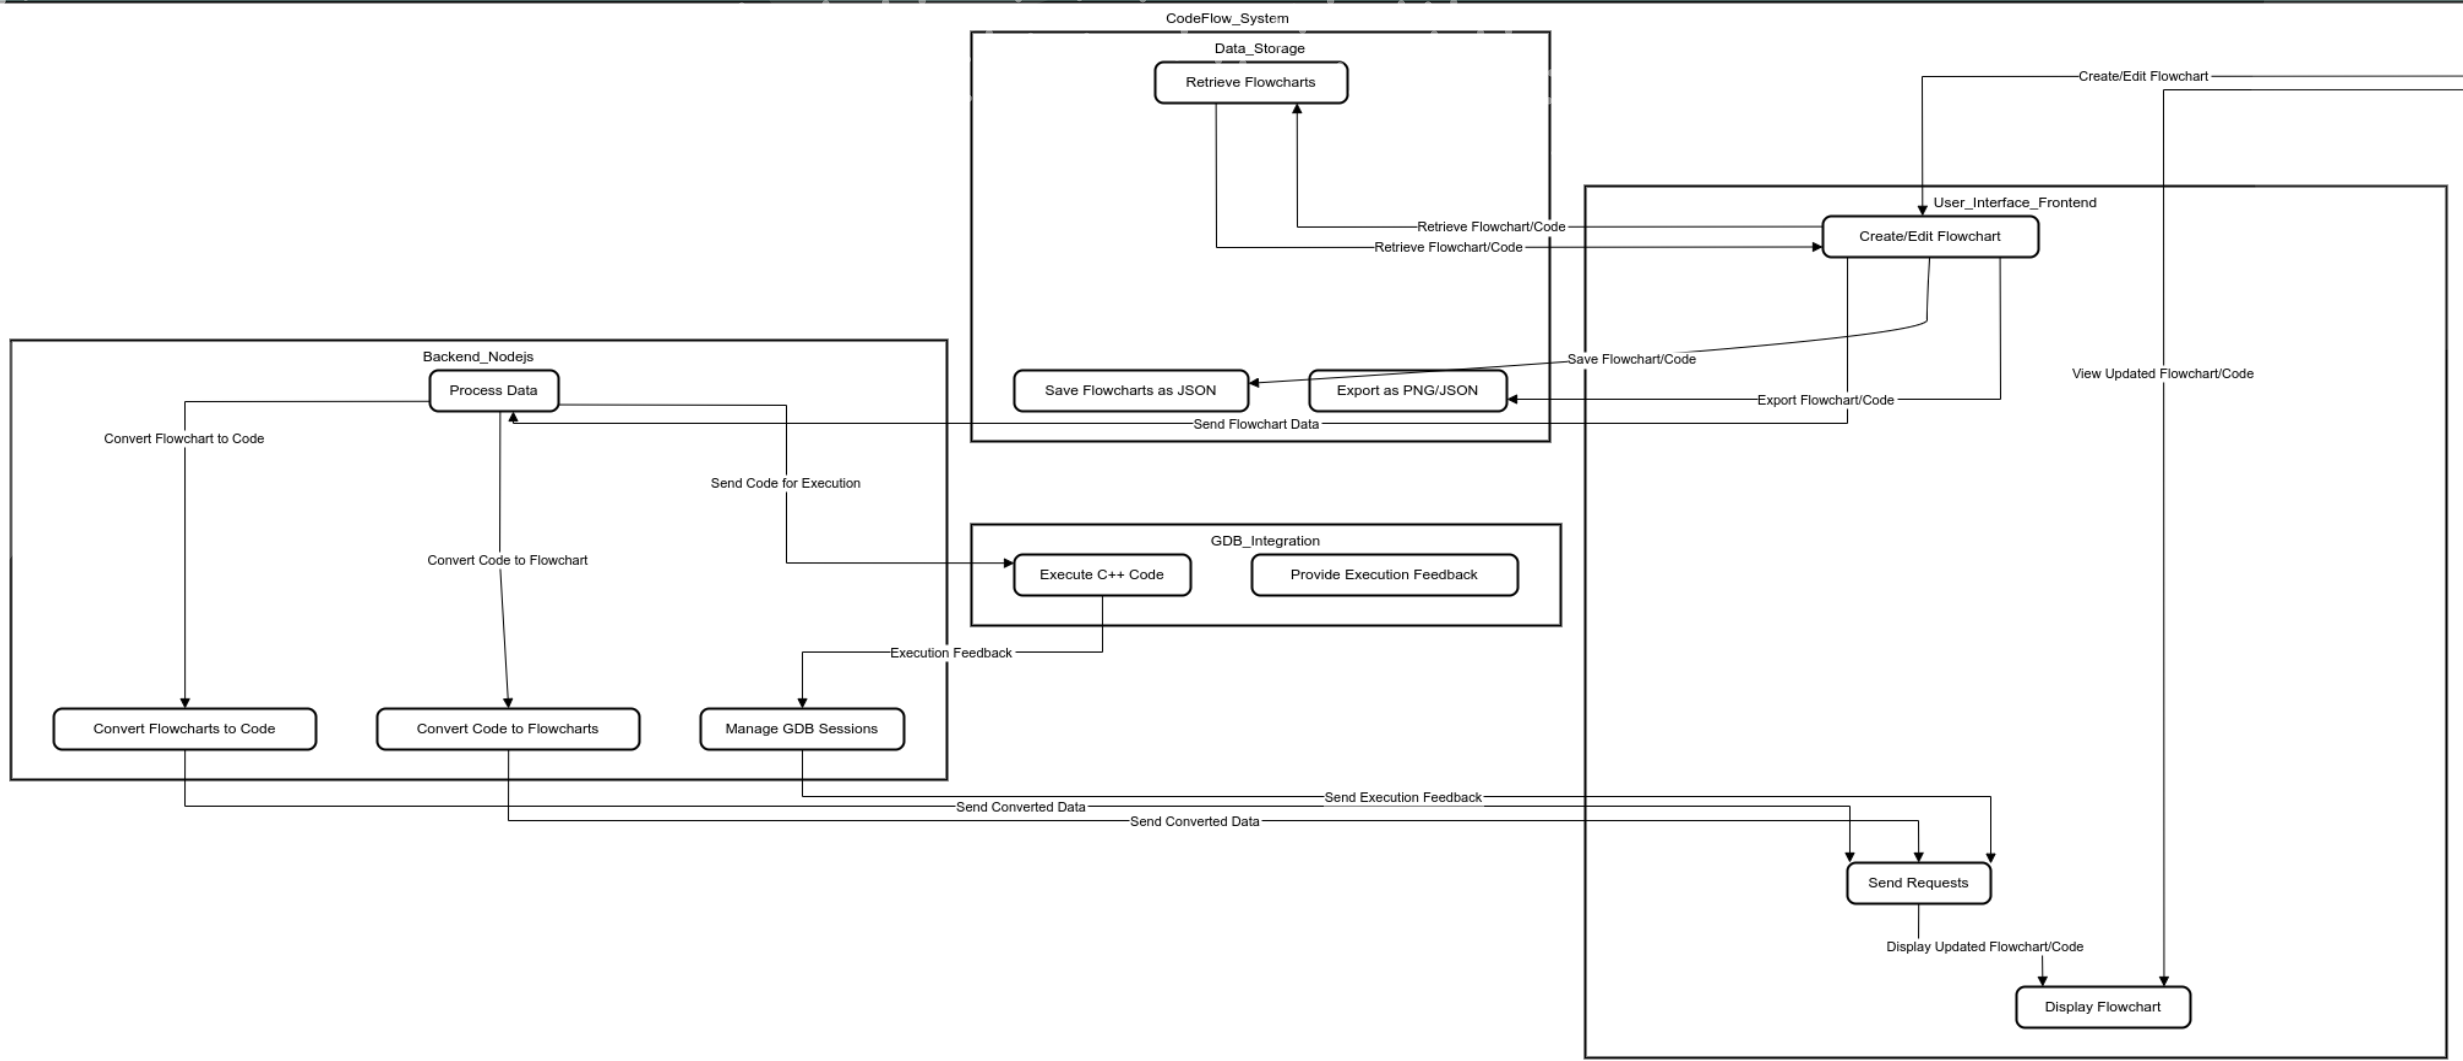 CodeFlow_System
Data_Storage
Retrieve Flowcharts
Create/Edit Flowchart
User_Interface_Frontend
Retrieve Flowchart/Code
Create/Edit Flowchart
Retrieve Flowchart/Code
Backend_Nodejs
Save Flowchart/Code
View Updated Flowchart/Code
Process Data
Save Flowcharts as JSON
Export as PNG/JSON
Export Flowchart/Code
Send Flowchart Data
Convert Flowchart to Code
Send Code for Execution
GDB_Integration
Convert Code to Flowchart
Execute C++ Code
Provide Execution Feedback
Execution Feedback
Convert Flowcharts to Code
Convert Code to Flowcharts
Manage GDB Sessions
Send Execution Feedback
Send Converted Data
Send Converted Data
Send Requests
Display Updated Flowchart/Code
Display Flowchart